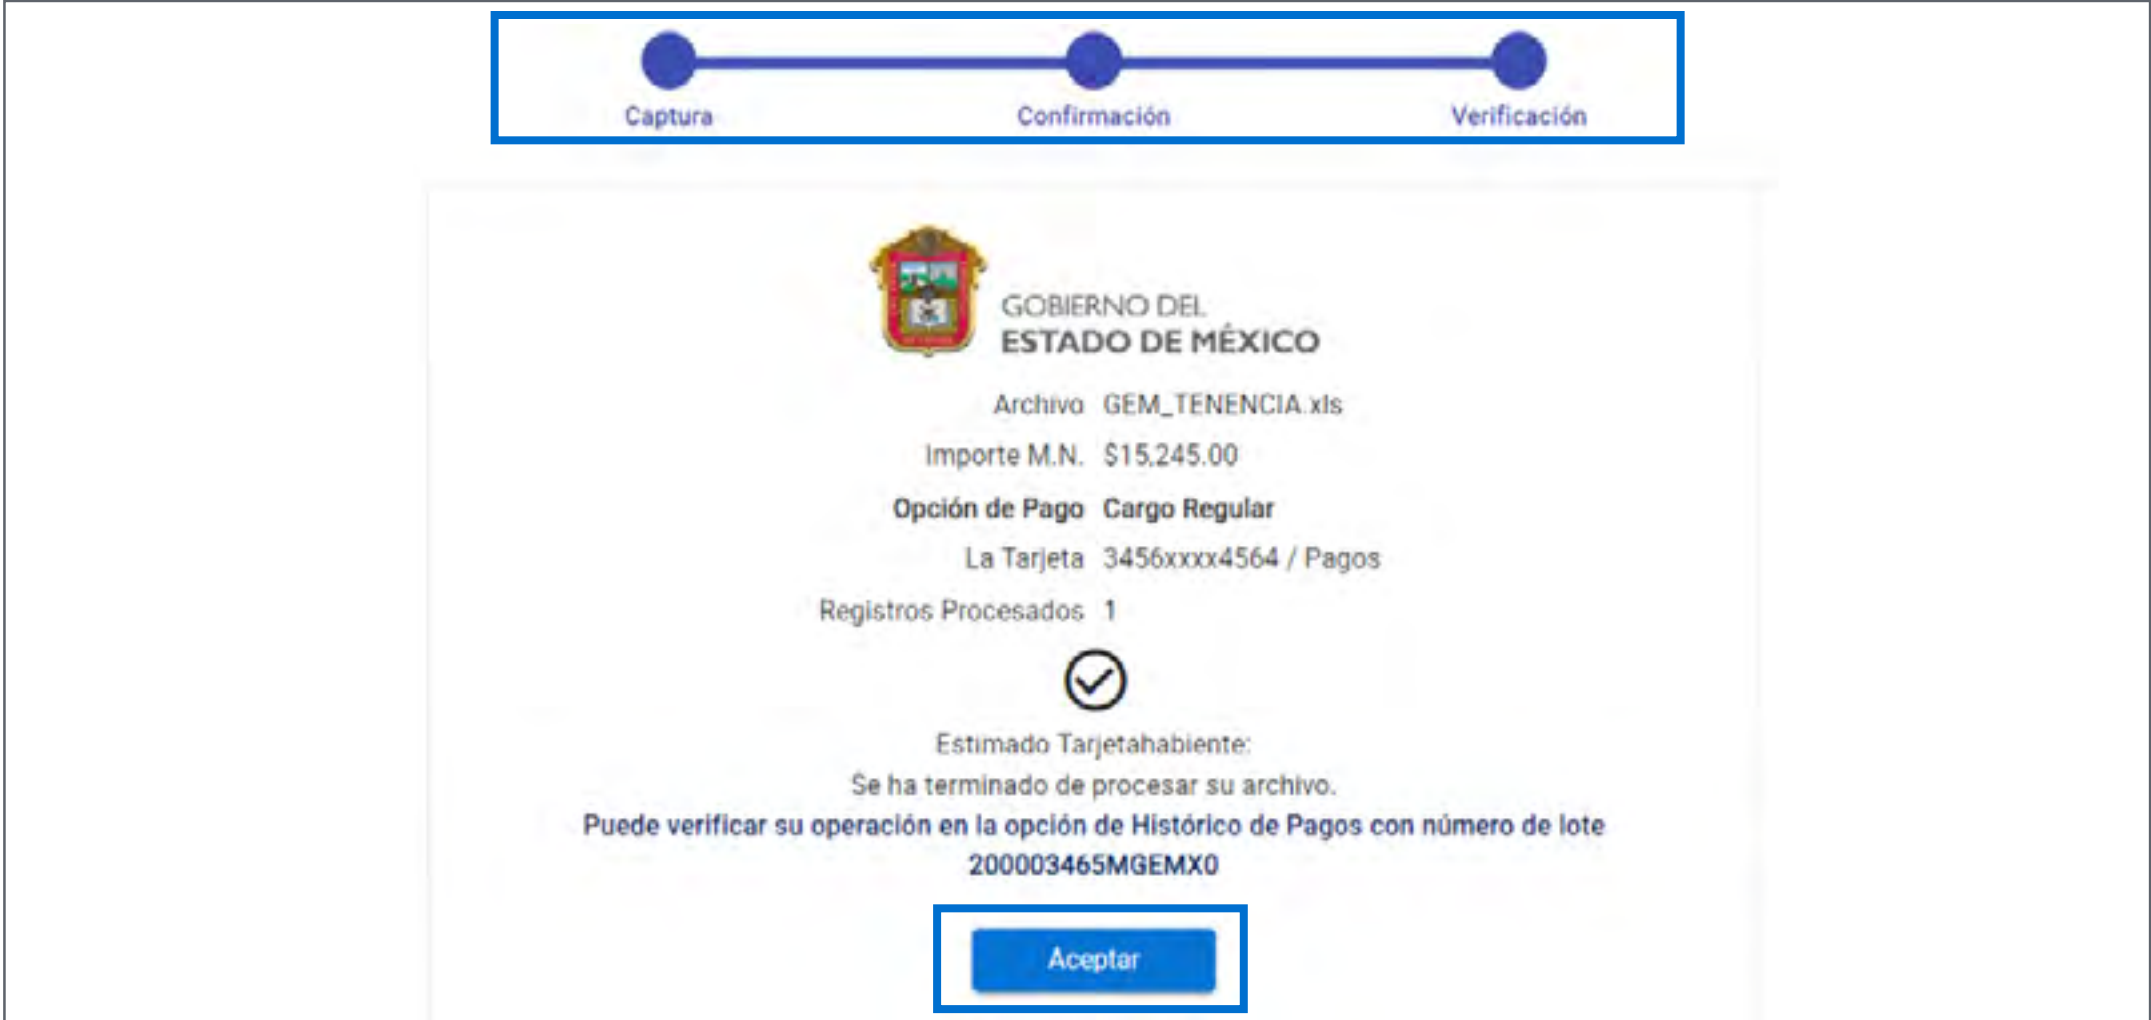 Captura Confirmación Verificación
GOBIERNO DEL
ESTADO DE MÉXICO
Archivo GEM_TENENCIA.xls
Importe M.N. $15,245.00
Opción de Pago Cargo Regular
La Tarjeta 3456xxxx4564 / Pagos
Registros Procesados 1
Estimado Tarjetahabiente:
Se ha terminado de procesar su archivo.
Puede verificar su operación en la opción de Histórico de Pagos con número de lote
200003465MGEMX0
Aceptar